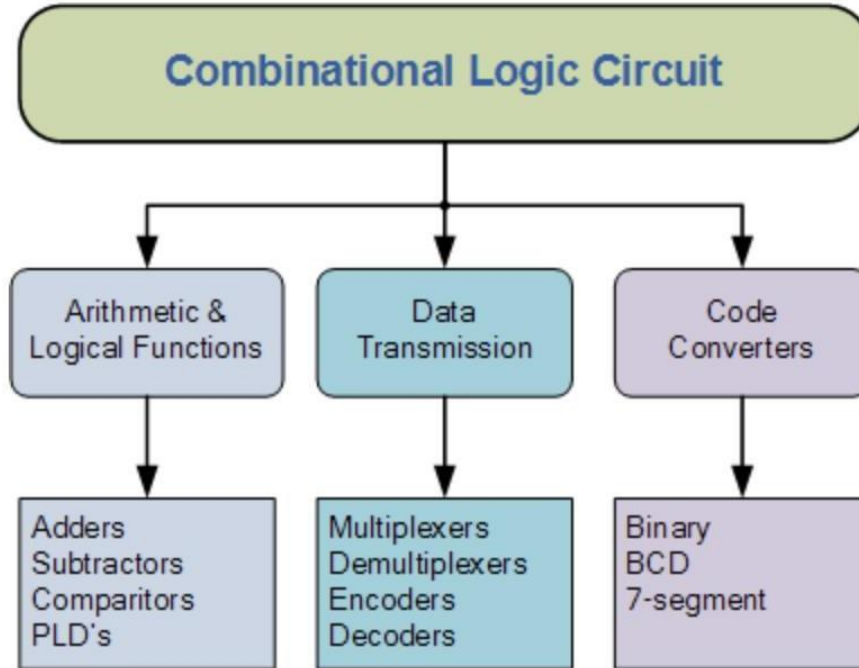 Combinational Logic Circuit
Arithmetic &
Logical Functions
Data
Transmission
Code
Converters
Adders
Subtractors
Comparitors
PLD's
Multiplexers
Demultiplexers
Encoders
Decoders
Binary
BCD
7-segment